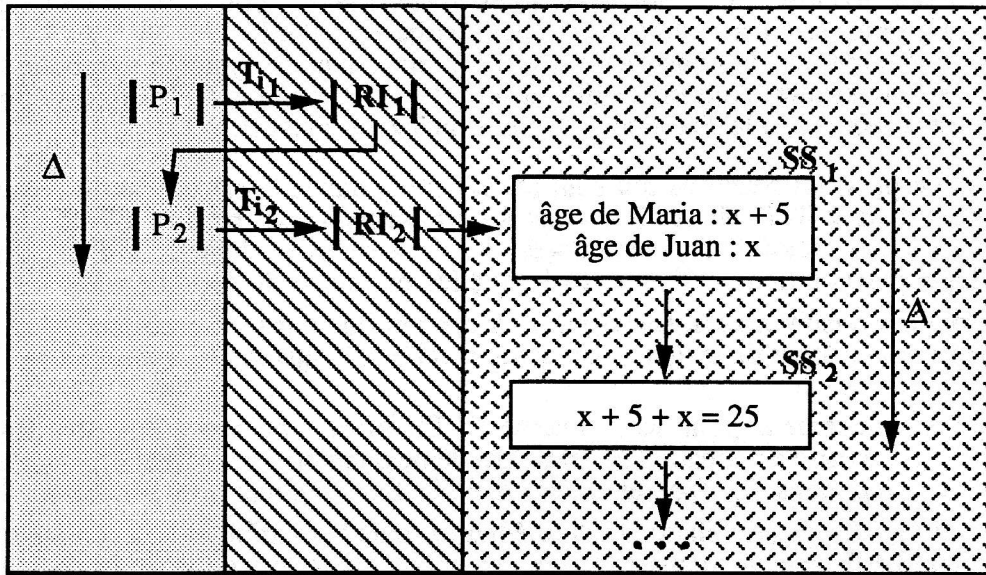 Δ
P₁
Tᵢ₁
RI₁
P₂
Tᵢ₂
RI₂
SS₁
âge de Maria : x + 5
âge de Juan : x
Δ
SS₂
x + 5 + x = 25
...